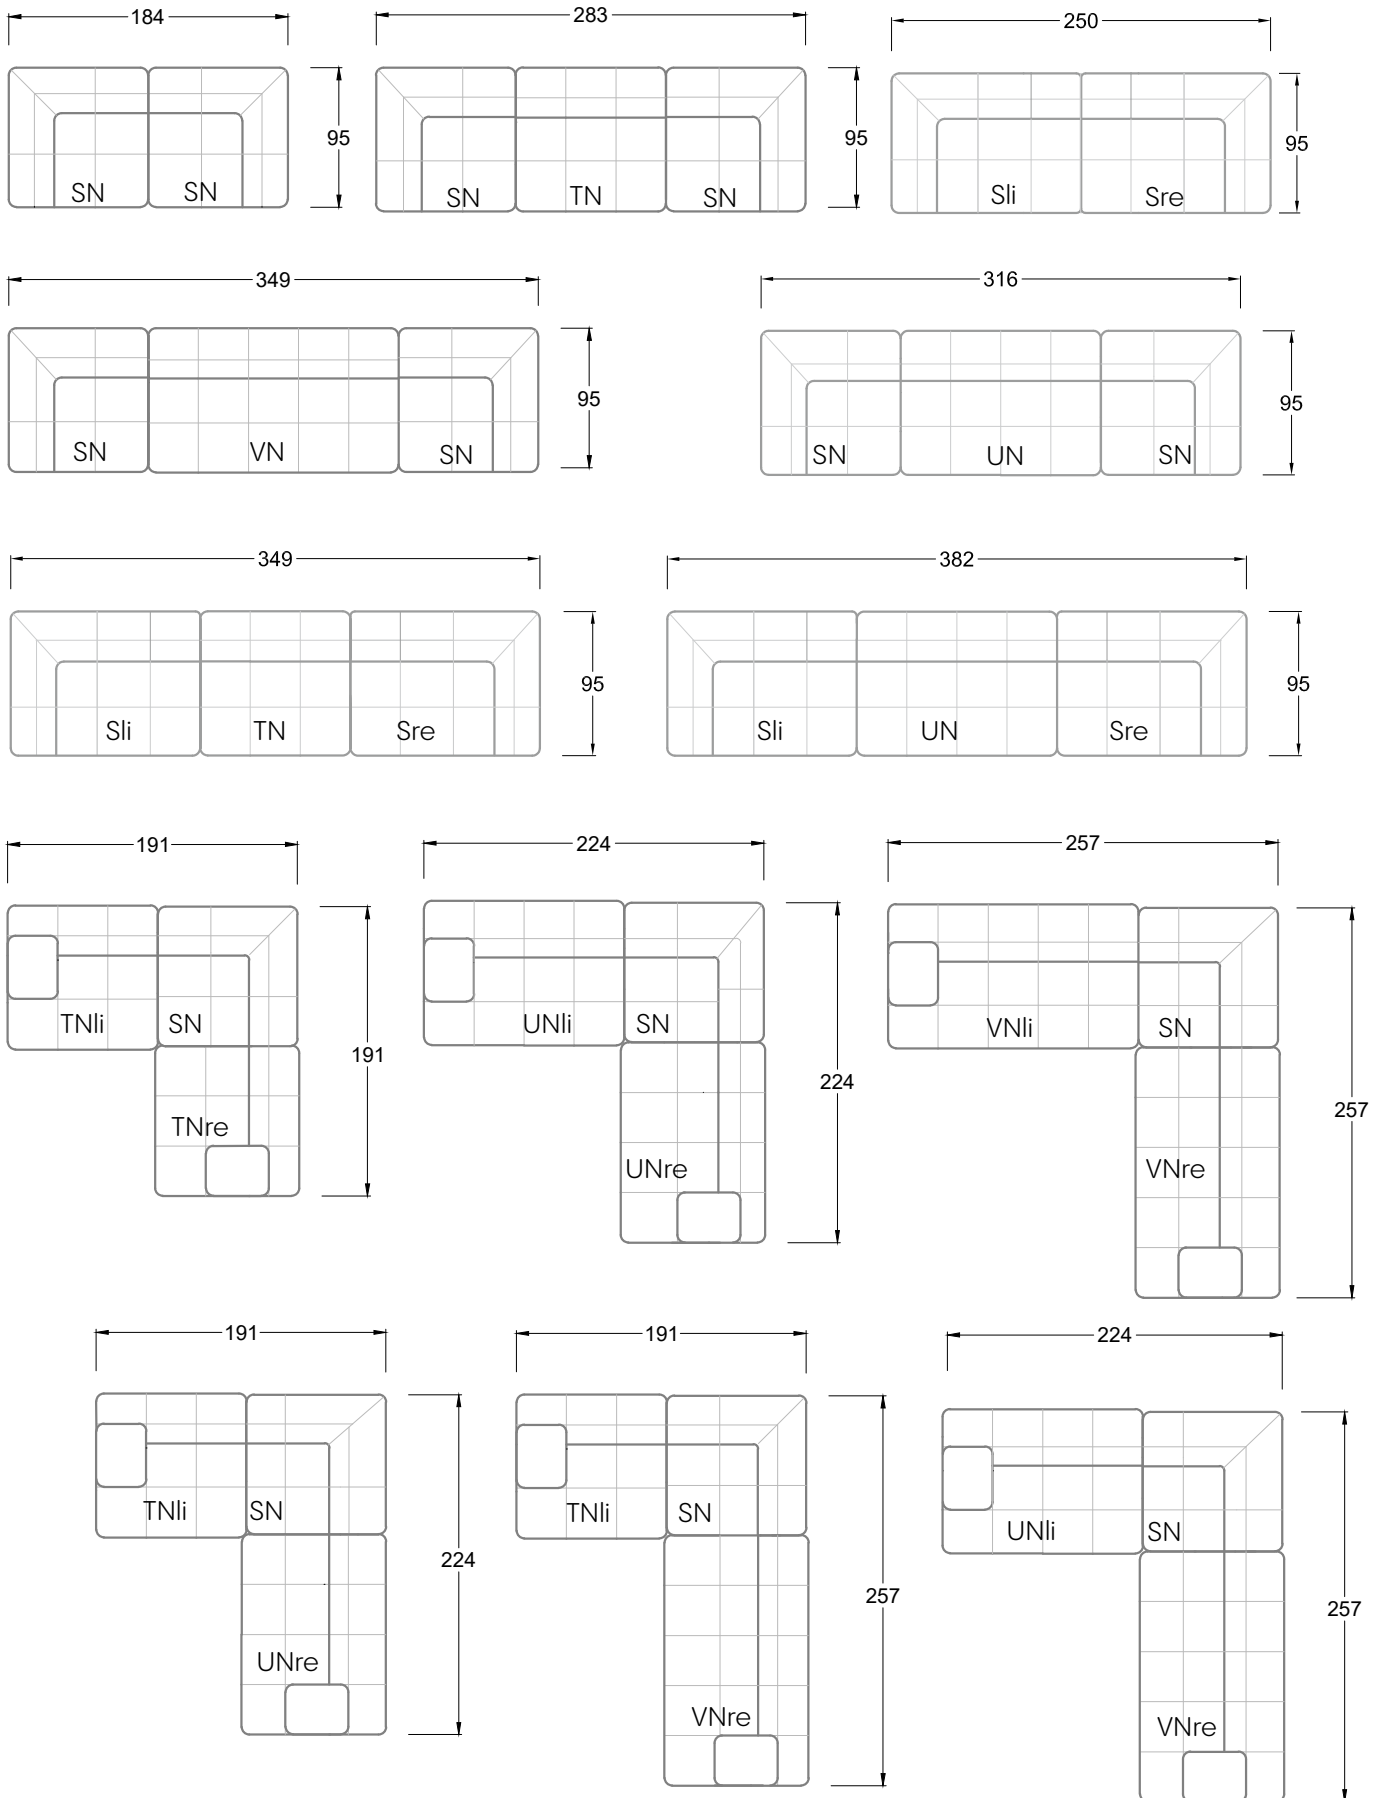 184 283 250
95 95 95
SN SN SN TN SN Sli Sre
349 316
95 95
SN VN SN SN UN SN
349 382
95 95
Sli TN Sre Sli UN Sre
191 224 257
TNli SN UNli SN VNli SN
191 224 257
TNre UNre VNre
191 191 224
TNli SN TNli SN UNli SN
224 257 257
UNre VNre VNre